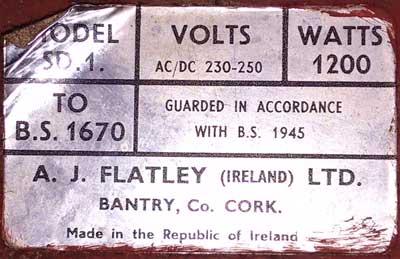 MODEL VOLTS WATTS
SD.1. AC/DC 230-250 1200
TO GUARDED IN ACCORDANCE
B.S. 1670 WITH B.S. 1945
A. J. FLATLEY (IRELAND) LTD.
BANTRY, Co. CORK.
Made in the Republic of Ireland